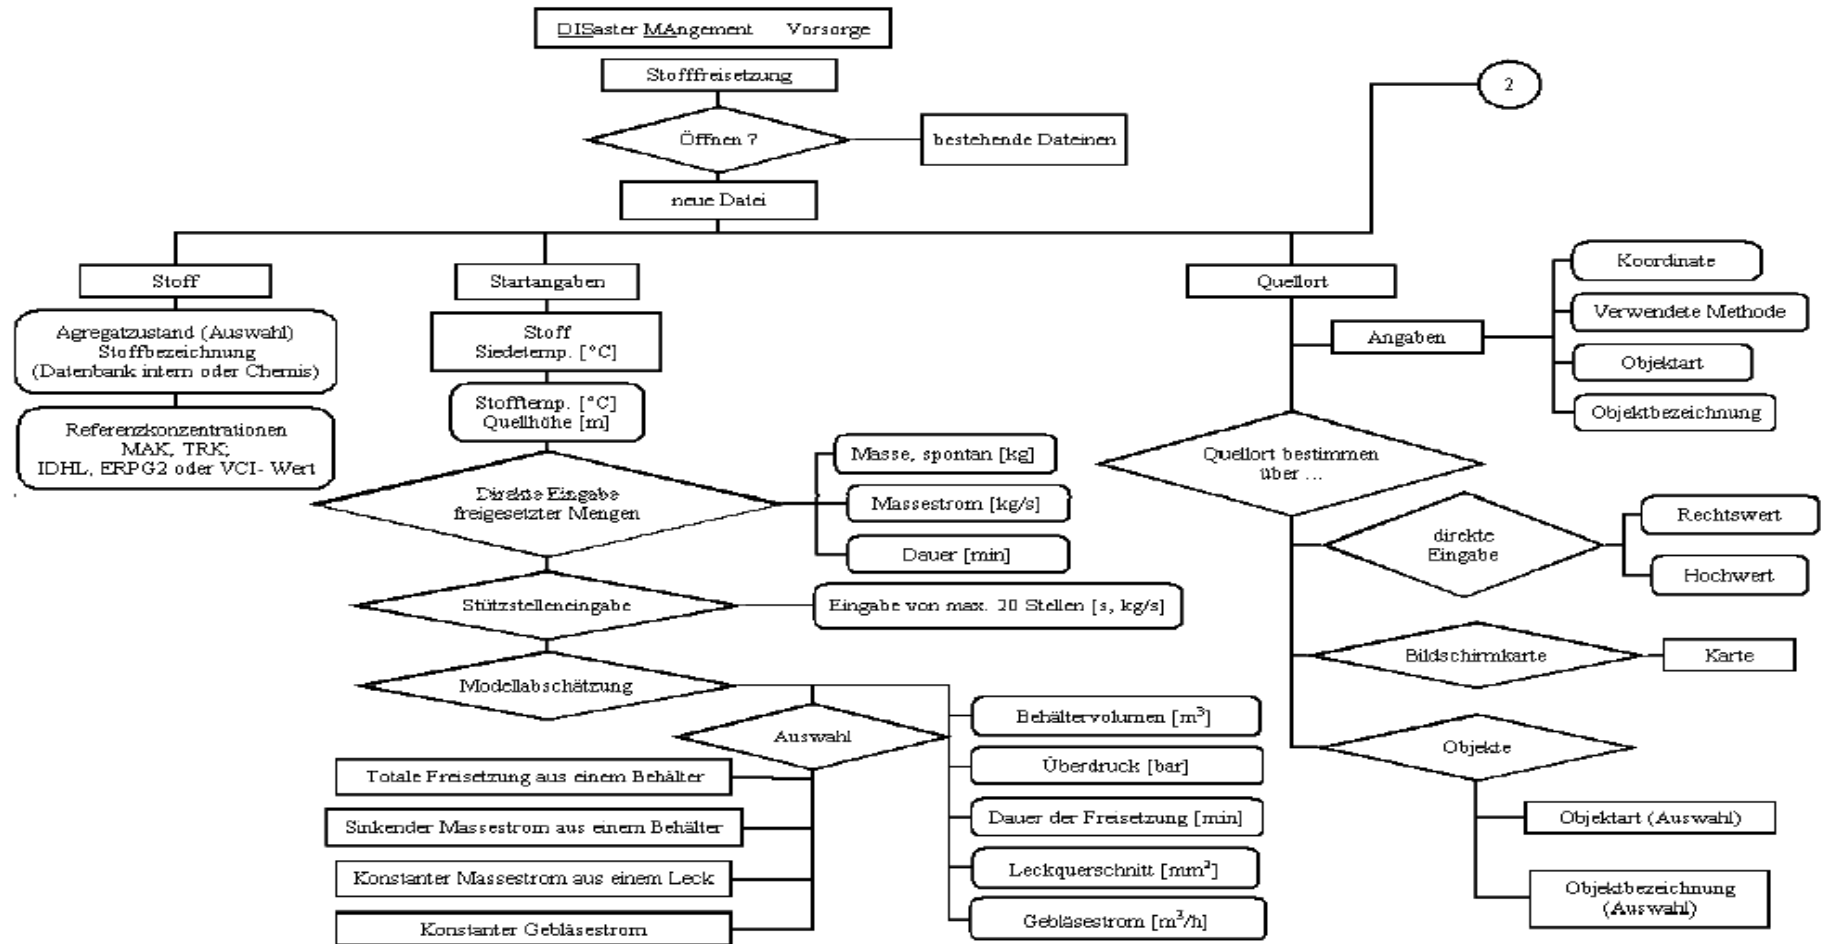 DISaster MAngement Vorsorge
Stofffreisetzung
2
Öffnen ?
bestehende Dateinen
neue Datei
Stoff
Agregatzustand (Auswahl)
Stoffbezeichnung
(Datenbank intern oder Chemis)
Referenzkonzentrationen
MAK, TRK;
IDHL, ERPG2 oder VCI- Wert
Startangaben
Stoff
Siedetemp. [°C]
Stofftemp. [°C]
Quellhöhe [m]
Direkte Eingabe
freigesetzter Mengen
Masse, spontan [kg]
Massestrom [kg/s]
Dauer [min]
Stützstelleneingabe
Eingabe von max. 20 Stellen [s, kg/s]
Modellabschätzung
Auswahl
Totale Freisetzung aus einem Behälter
Sinkender Massestrom aus einem Behälter
Konstanter Massestrom aus einem Leck
Konstanter Gebläsestrom
Behältervolumen [m³]
Überdruck [bar]
Dauer der Freisetzung [min]
Leckquerschnitt [mm²]
Gebläsestrom [m³/h]
Quellort
Angaben
Koordinate
Verwendete Methode
Objektart
Objektbezeichnung
Quellort bestimmen
über ...
direkte
Eingabe
Rechtswert
Hochwert
Bildschirmkarte
Karte
Objekte
Objektart (Auswahl)
Objektbezeichnung
(Auswahl)